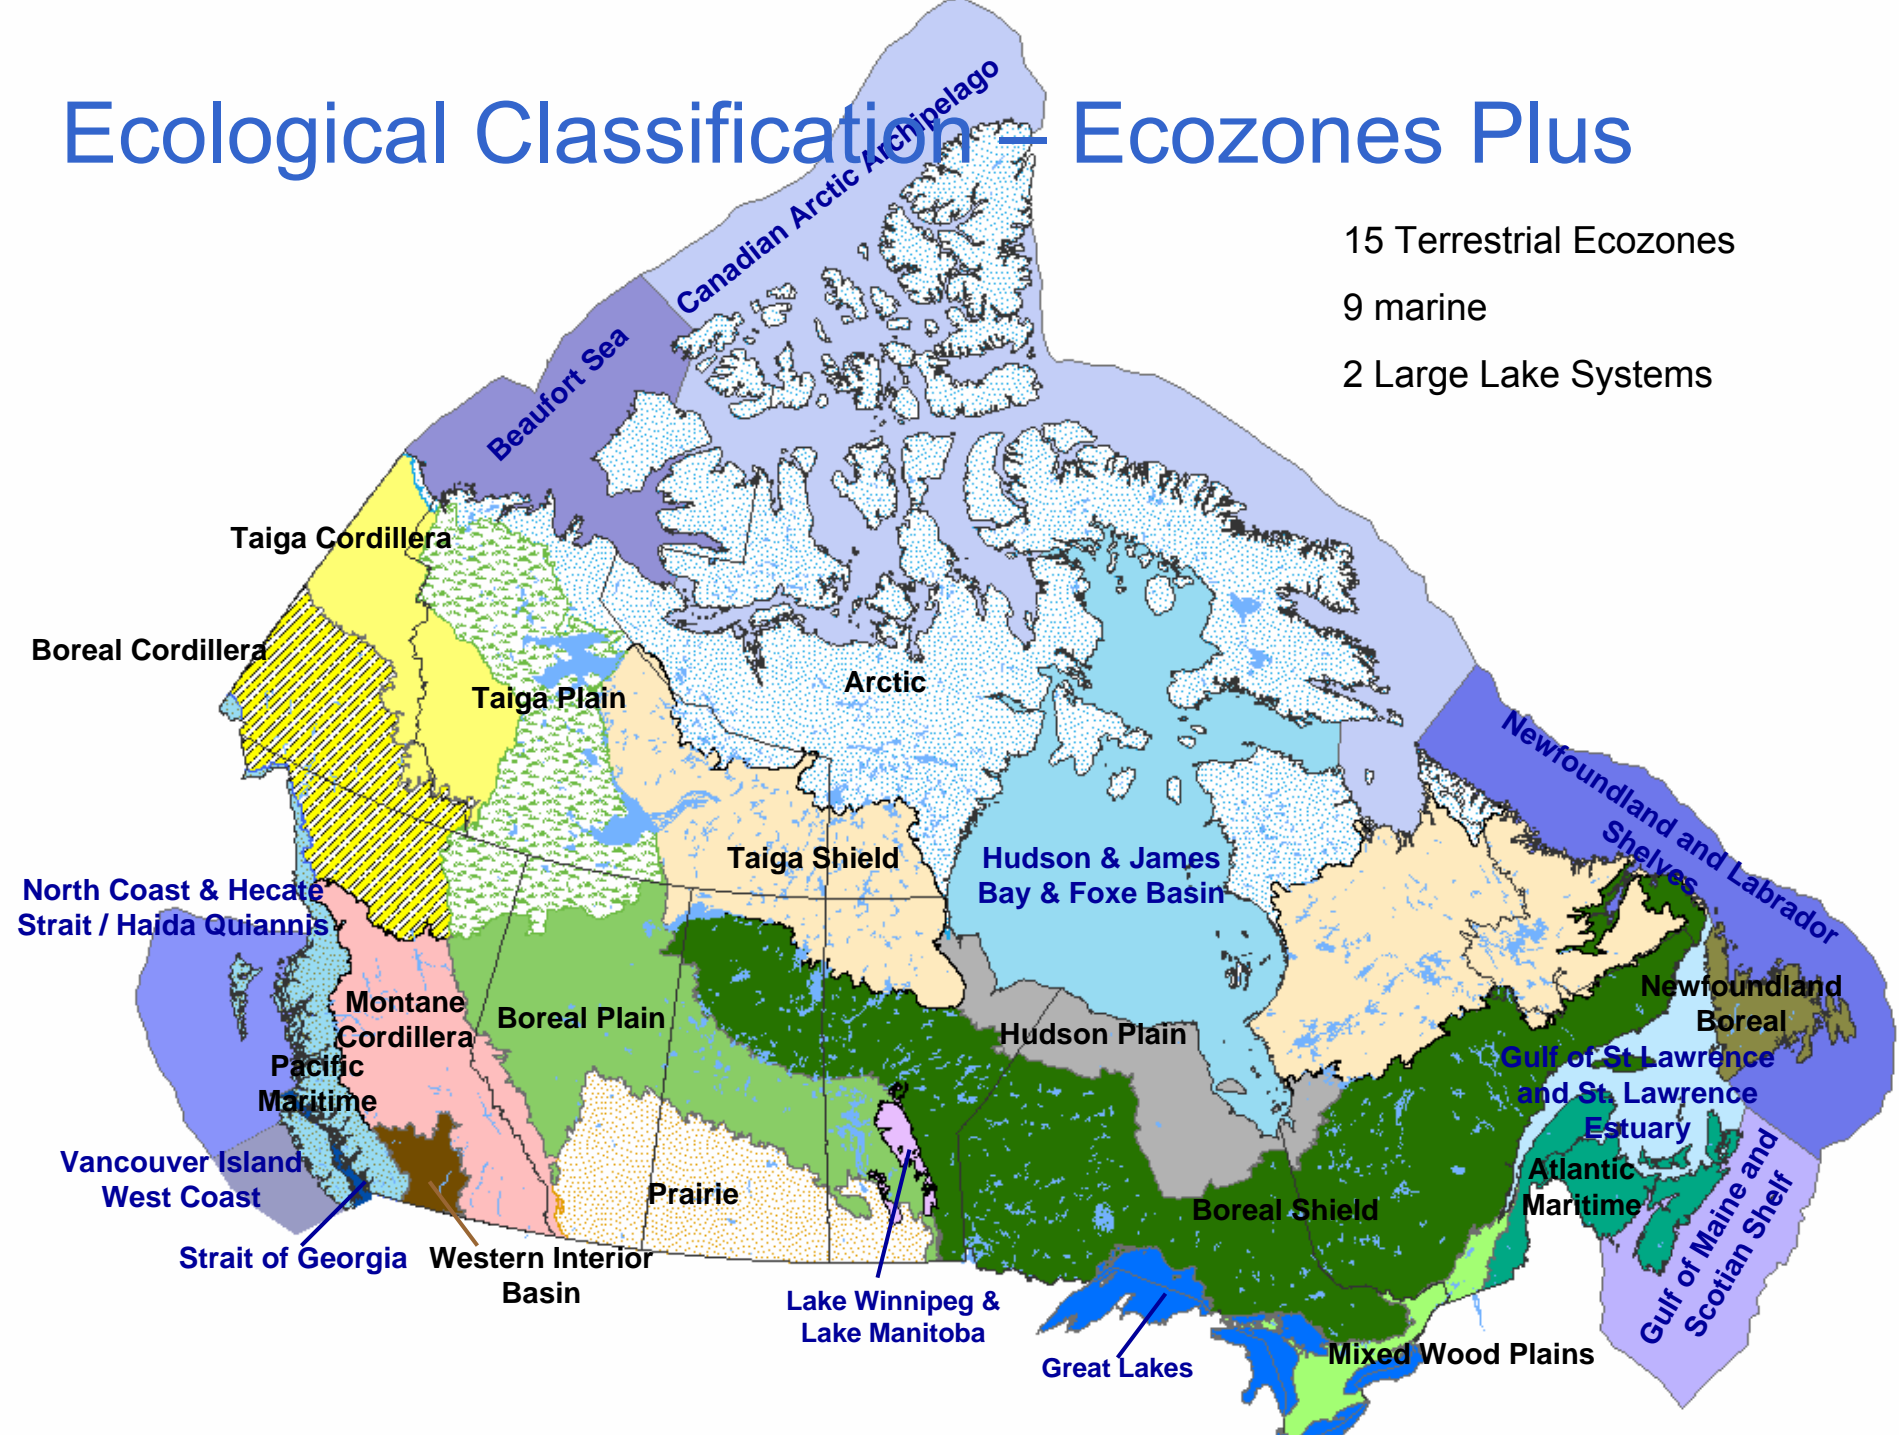 Ecological Classification – Ecozones Plus
Canadian Arctic Archipelago
15 Terrestrial Ecozones
9 marine
2 Large Lake Systems
Beaufort Sea
Taiga Cordillera
Boreal Cordillera
Taiga Plain
Arctic
Newfoundland and Labrador
Shelves
Taiga Shield
Hudson & James
Bay & Foxe Basin
North Coast & Hecate
Strait / Haida Quiannis
Montane
Cordillera
Boreal Plain
Hudson Plain
Newfoundland
Boreal
Pacific
Maritime
Gulf of St Lawrence
and St. Lawrence
Estuary
Vancouver Island
West Coast
Prairie
Boreal Shield
Atlantic
Maritime
Gulf of Maine and
Scotian Shelf
Strait of Georgia
Western Interior
Basin
Lake Winnipeg &
Lake Manitoba
Great Lakes
Mixed Wood Plains